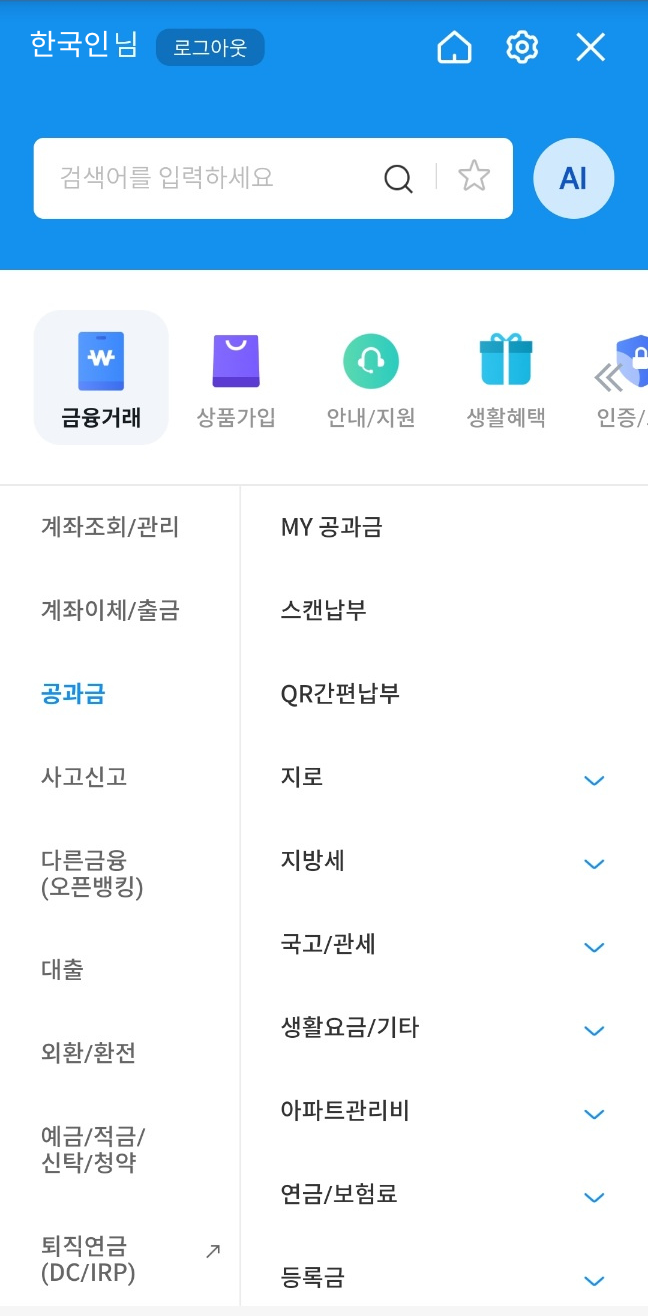 한국인 님 로그아웃
검색어를 입력하세요
AI
금융거래 상품가입 안내/지원 생활혜택 인증/
계좌조회/관리
계좌이체/출금
공과금
사고신고
다른금융
(오픈뱅킹)
대출
외환/환전
예금/적금/
신탁/청약
퇴직연금
(DC/IRP)
MY 공과금
스캔납부
QR간편납부
지로
지방세
국고/관세
생활요금/기타
아파트관리비
연금/보험료
등록금